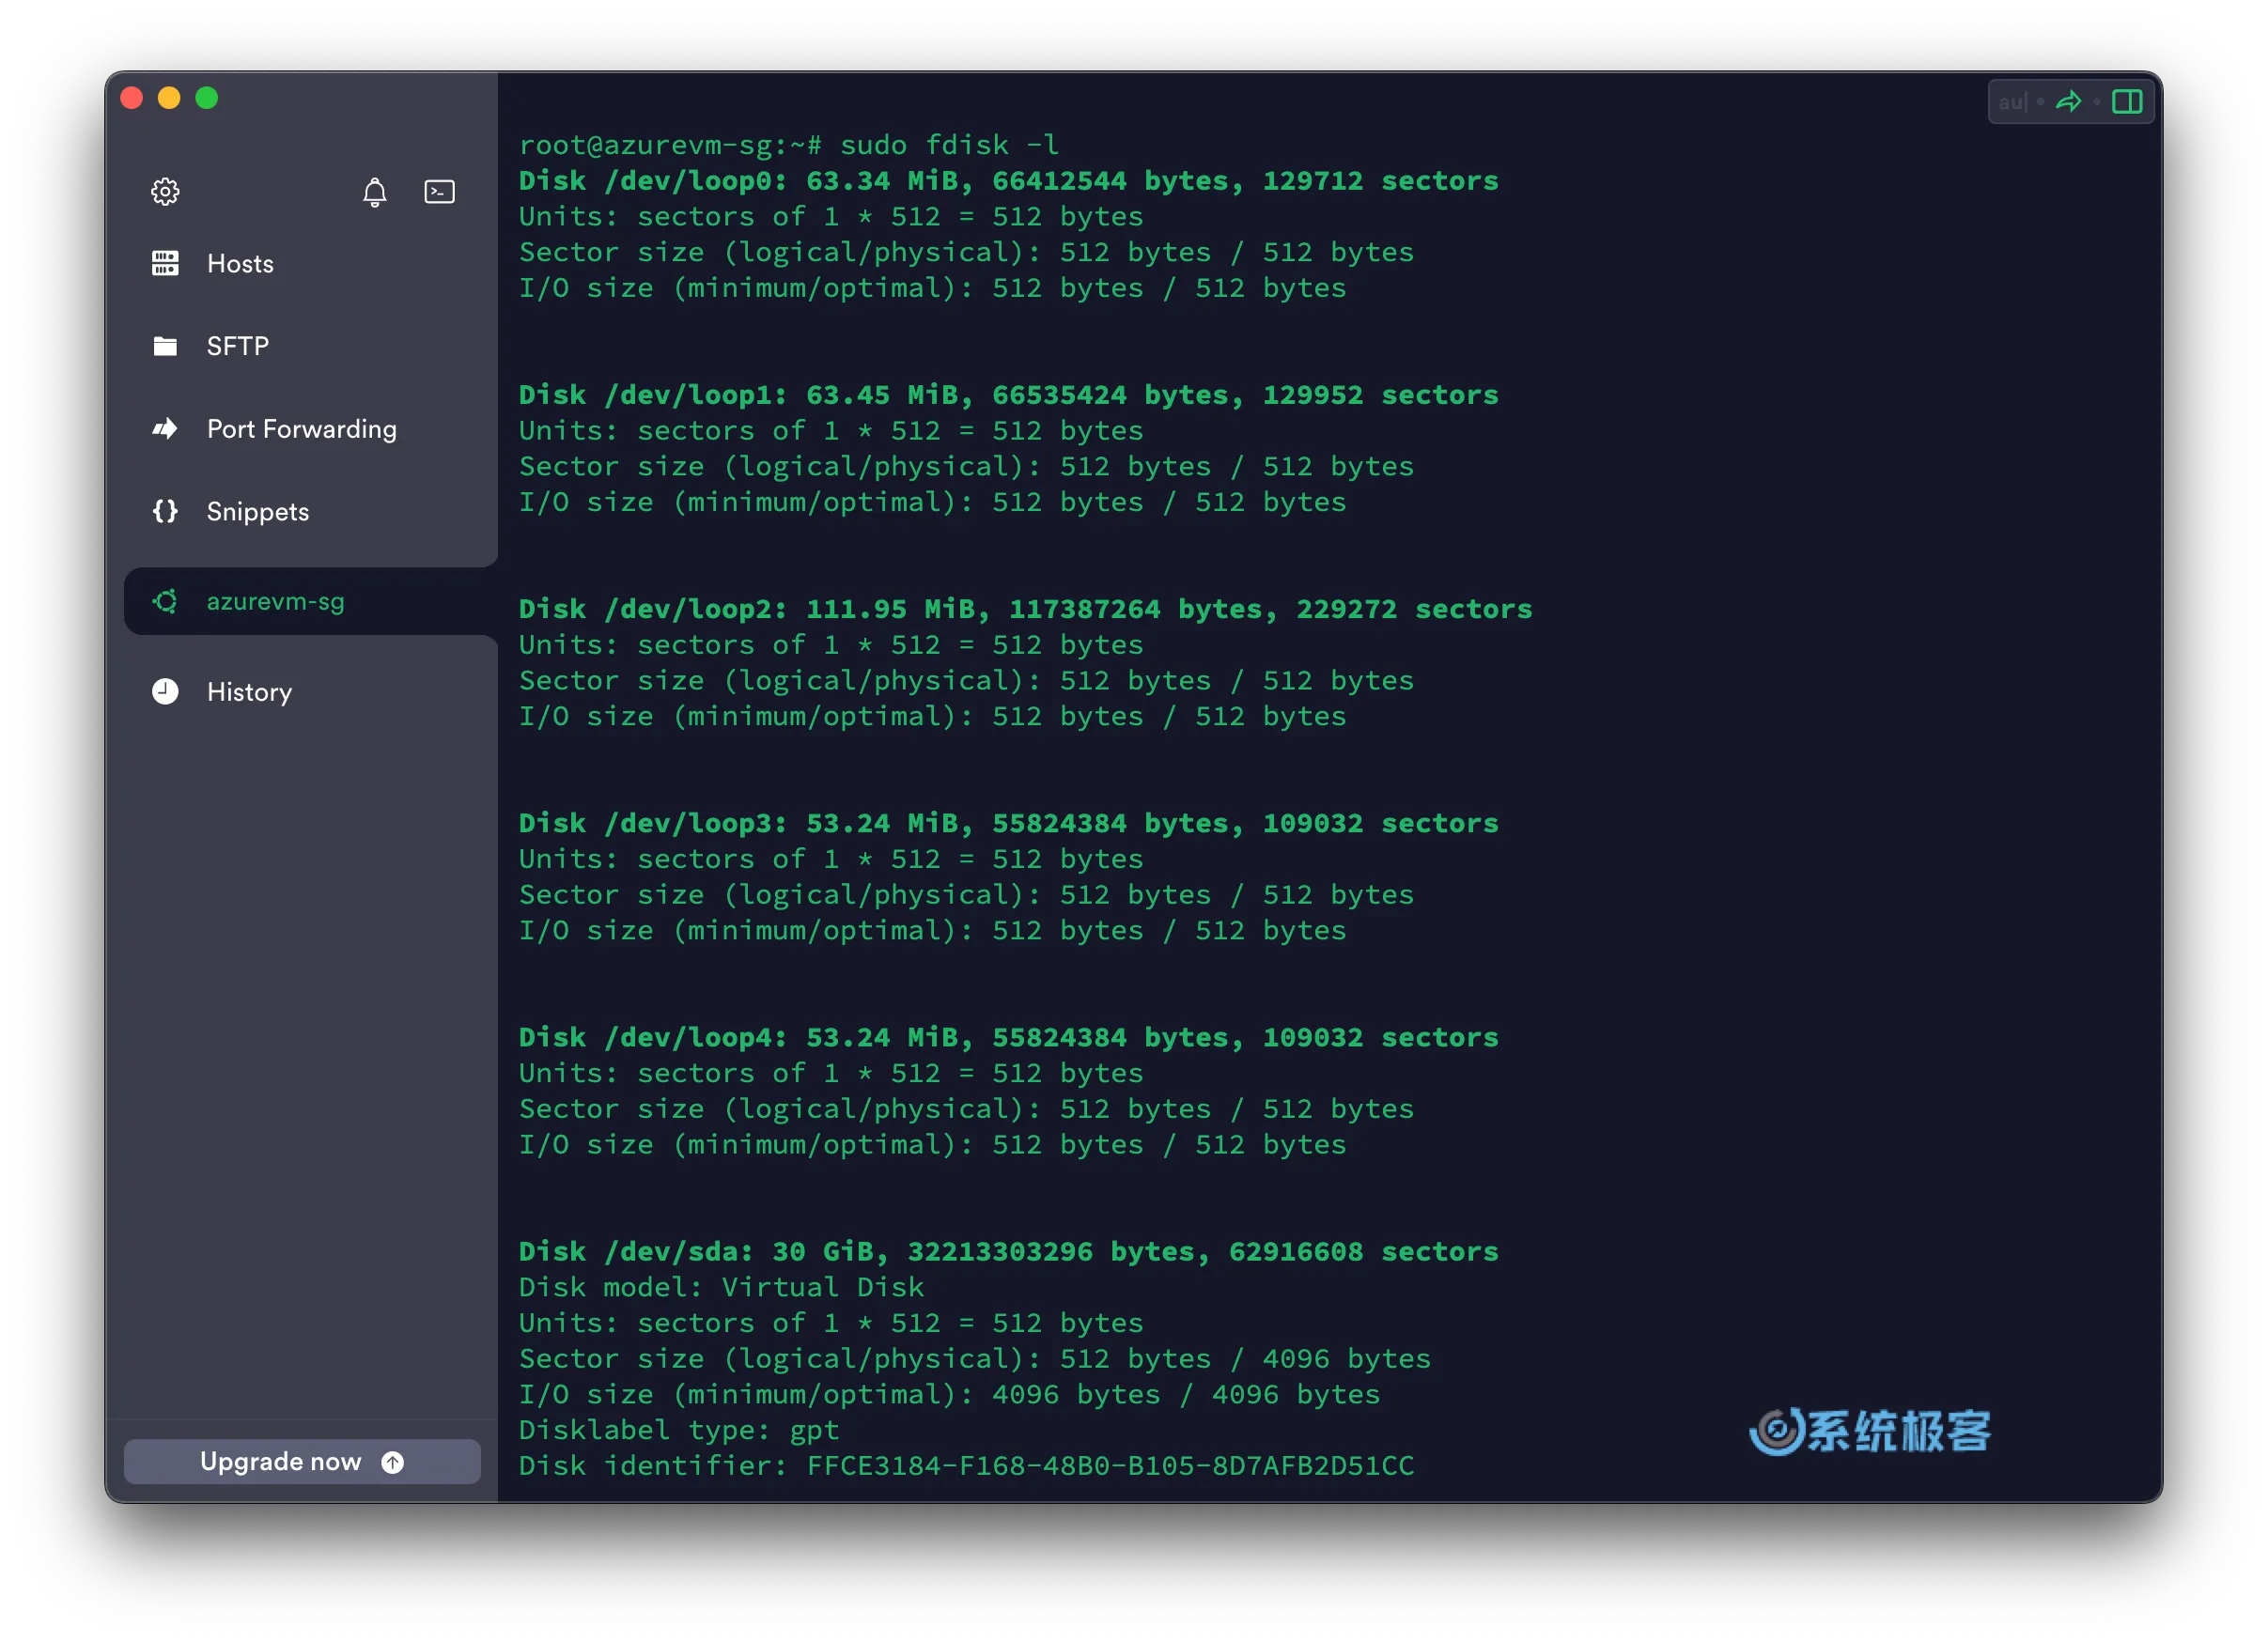 au
Hosts
SFTP
Port Forwarding
Snippets
azurevm-sg
History
Upgrade now
root@azurevm-sg:~# sudo fdisk -l
Disk /dev/loop0: 63.34 MiB, 66412544 bytes, 129712 sectors
Units: sectors of 1 * 512 = 512 bytes
Sector size (logical/physical): 512 bytes / 512 bytes
I/O size (minimum/optimal): 512 bytes / 512 bytes
Disk /dev/loop1: 63.45 MiB, 66535424 bytes, 129952 sectors
Units: sectors of 1 * 512 = 512 bytes
Sector size (logical/physical): 512 bytes / 512 bytes
I/O size (minimum/optimal): 512 bytes / 512 bytes
Disk /dev/loop2: 111.95 MiB, 117387264 bytes, 229272 sectors
Units: sectors of 1 * 512 = 512 bytes
Sector size (logical/physical): 512 bytes / 512 bytes
I/O size (minimum/optimal): 512 bytes / 512 bytes
Disk /dev/loop3: 53.24 MiB, 55824384 bytes, 109032 sectors
Units: sectors of 1 * 512 = 512 bytes
Sector size (logical/physical): 512 bytes / 512 bytes
I/O size (minimum/optimal): 512 bytes / 512 bytes
Disk /dev/loop4: 53.24 MiB, 55824384 bytes, 109032 sectors
Units: sectors of 1 * 512 = 512 bytes
Sector size (logical/physical): 512 bytes / 512 bytes
I/O size (minimum/optimal): 512 bytes / 512 bytes
Disk /dev/sda: 30 GiB, 32213303296 bytes, 62916608 sectors
Disk model: Virtual Disk
Units: sectors of 1 * 512 = 512 bytes
Sector size (logical/physical): 512 bytes / 4096 bytes
I/O size (minimum/optimal): 4096 bytes / 4096 bytes
Disklabel type: gpt
Disk identifier: FFCE3184-F168-48B0-B105-8D7AFB2D51CC
系统极客